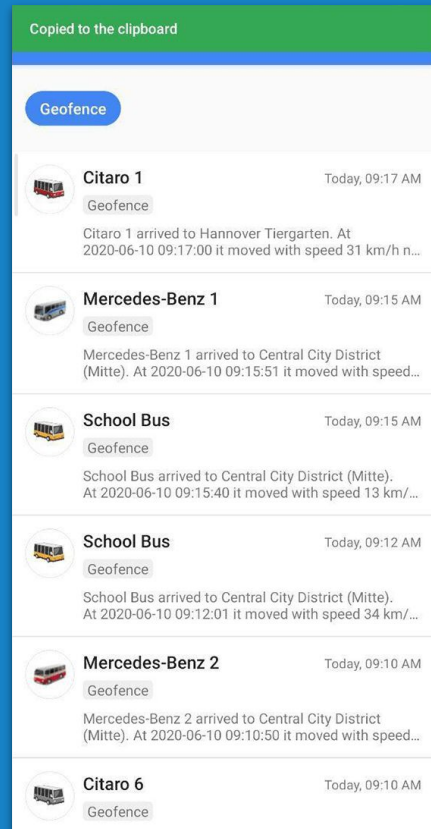 Copied to the clipboard
Geofence
Citaro 1
Today, 09:17 AM
Geofence
Citaro 1 arrived to Hannover Tiergarten. At
2020-06-10 09:17:00 it moved with speed 31 km/h n...
Mercedes-Benz 1
Today, 09:15 AM
Geofence
Mercedes-Benz 1 arrived to Central City District
(Mitte). At 2020-06-10 09:15:51 it moved with speed...
School Bus
Today, 09:15 AM
Geofence
School Bus arrived to Central City District (Mitte).
At 2020-06-10 09:15:40 it moved with speed 13 km/...
School Bus
Today, 09:12 AM
Geofence
School Bus arrived to Central City District (Mitte).
At 2020-06-10 09:12:01 it moved with speed 34 km/...
Mercedes-Benz 2
Today, 09:10 AM
Geofence
Mercedes-Benz 2 arrived to Central City District
(Mitte). At 2020-06-10 09:10:50 it moved with speed...
Citaro 6
Today, 09:10 AM
Geofence